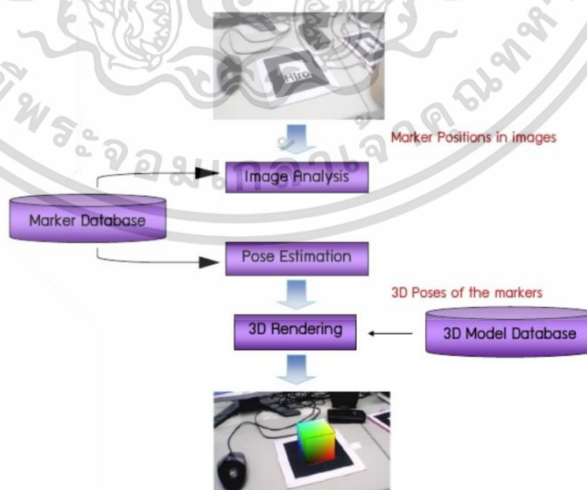 Hiro
Marker Positions in images
Image Analysis
Marker Database
Pose Estimation
3D Poses of the markers
3D Rendering
3D Model Database